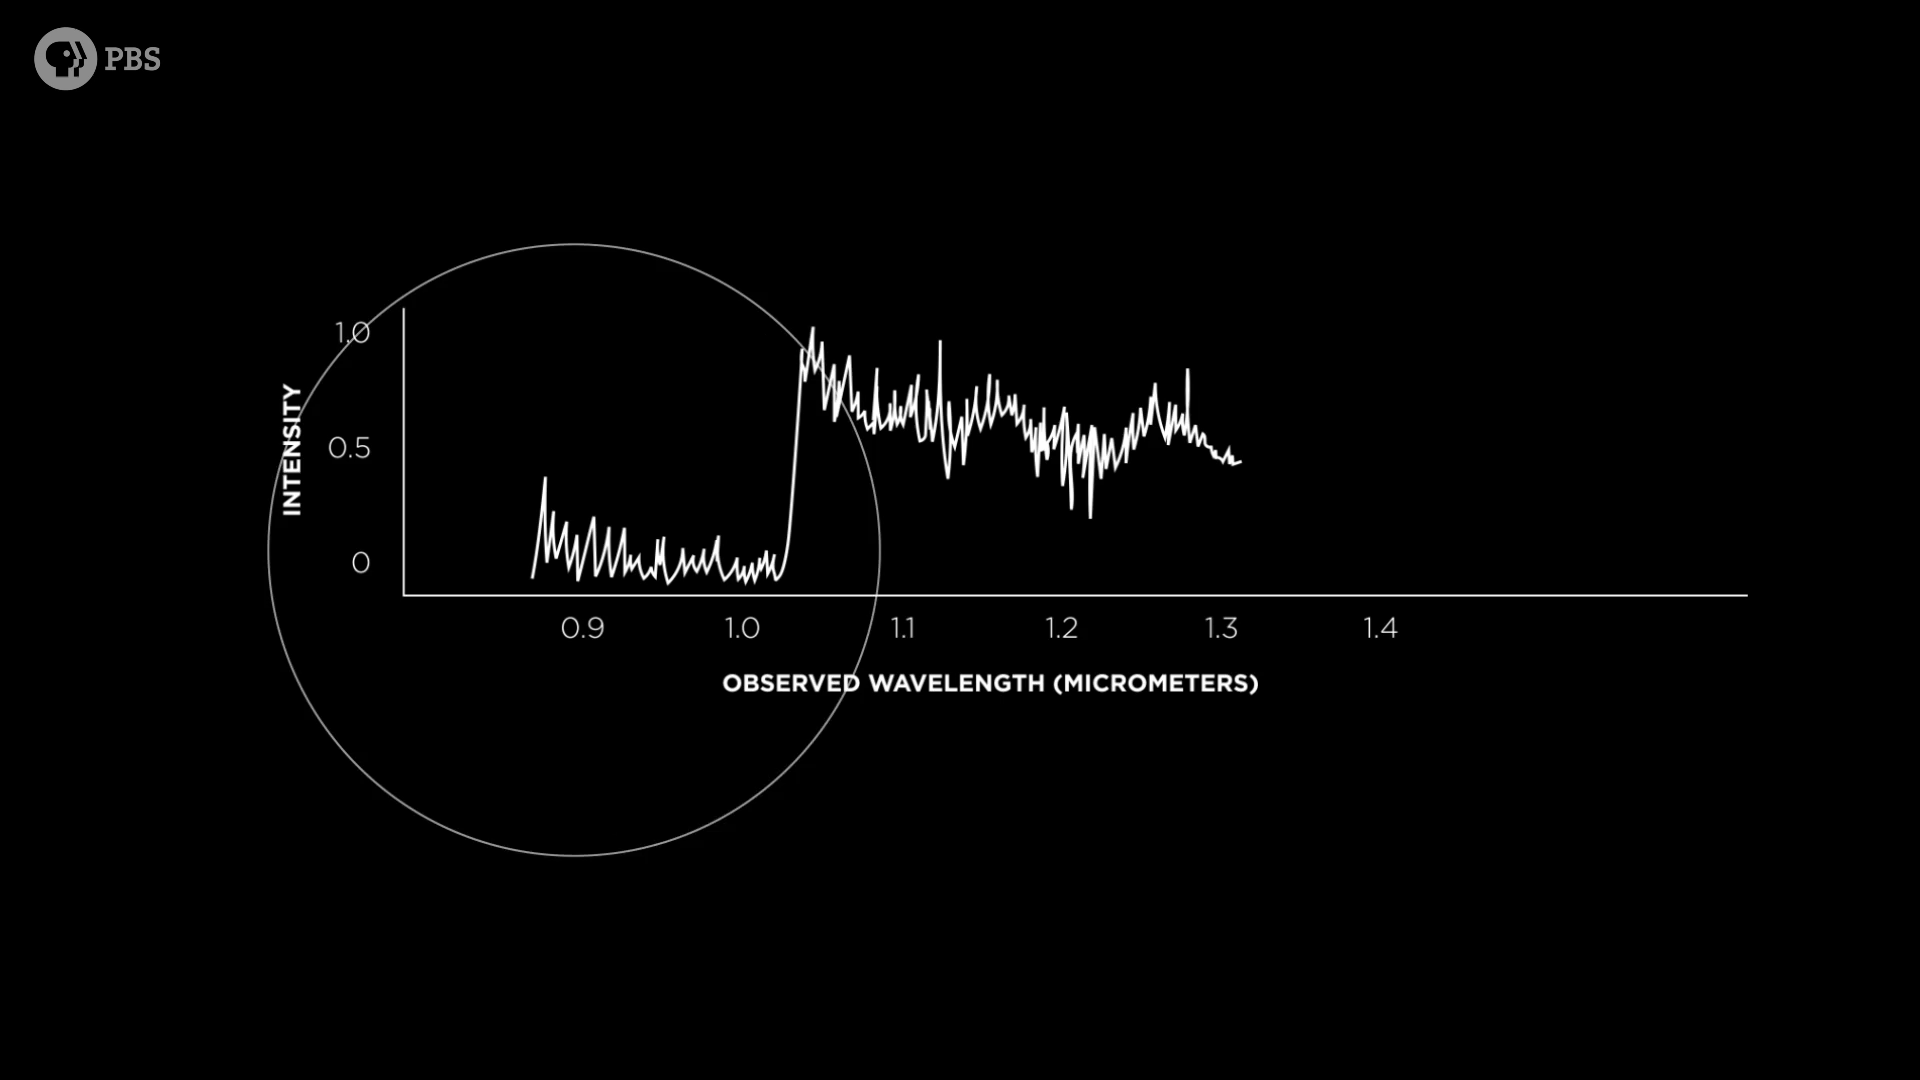 PBS
1.0
INTENSITY
0.5
0
0.9 1.0 1.1 1.2 1.3 1.4
OBSERVED WAVELENGTH (MICROMETERS)